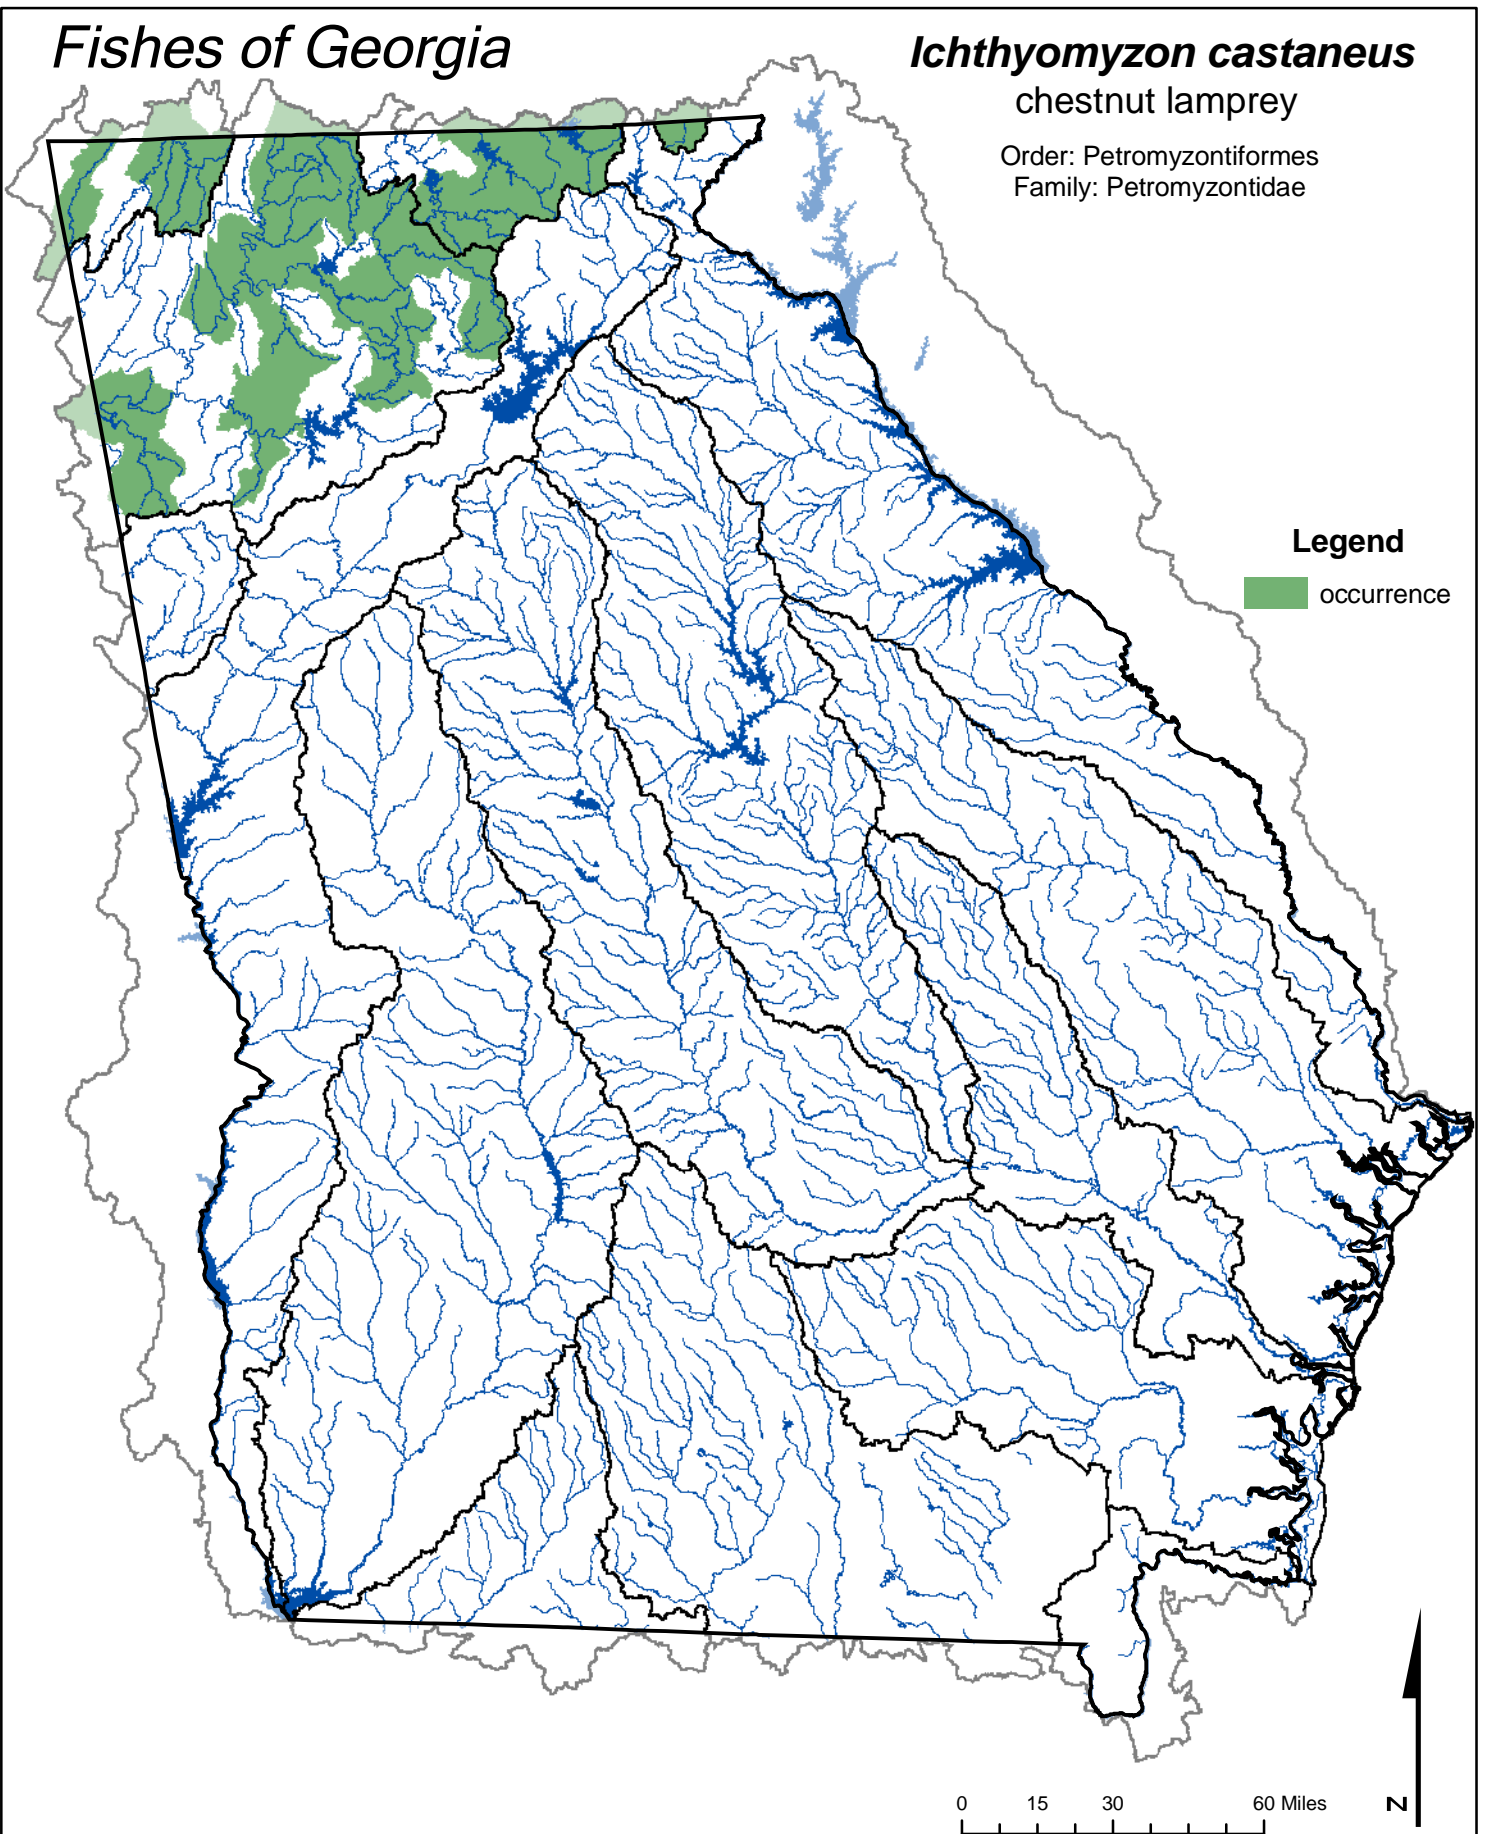 Fishes of Georgia
Ichthyomyzon castaneus
chestnut lamprey
Order: Petromyzontiformes
Family: Petromyzontidae
Legend
occurrence
0 15 30 60 Miles
N